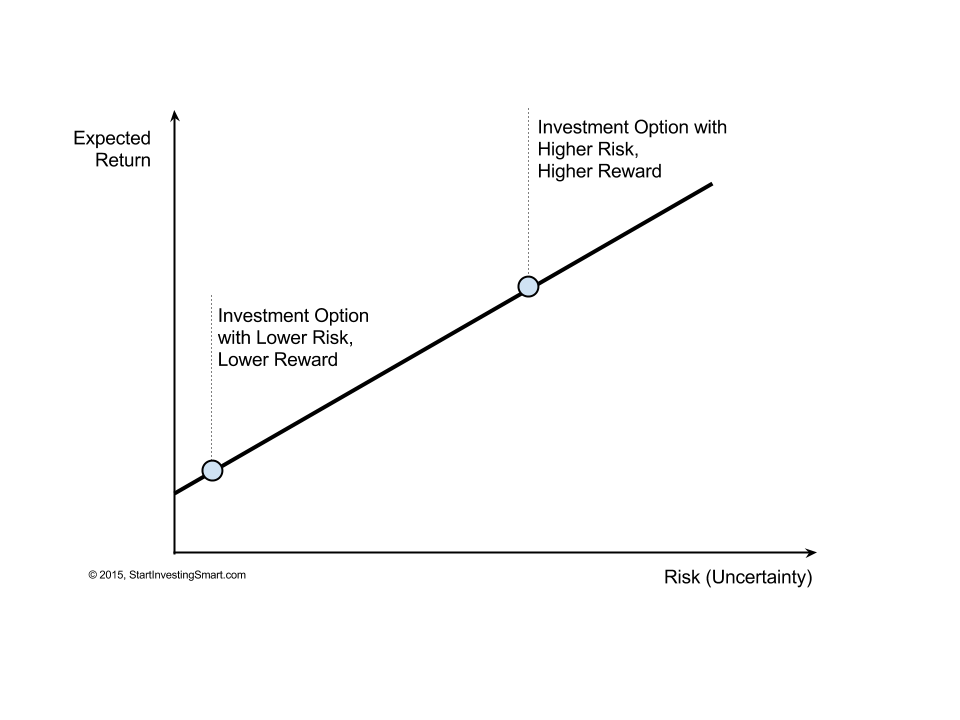 Expected
Return
Investment Option with
Higher Risk,
Higher Reward
Investment Option
with Lower Risk,
Lower Reward
© 2015, StartInvestingSmart.com
Risk (Uncertainty)